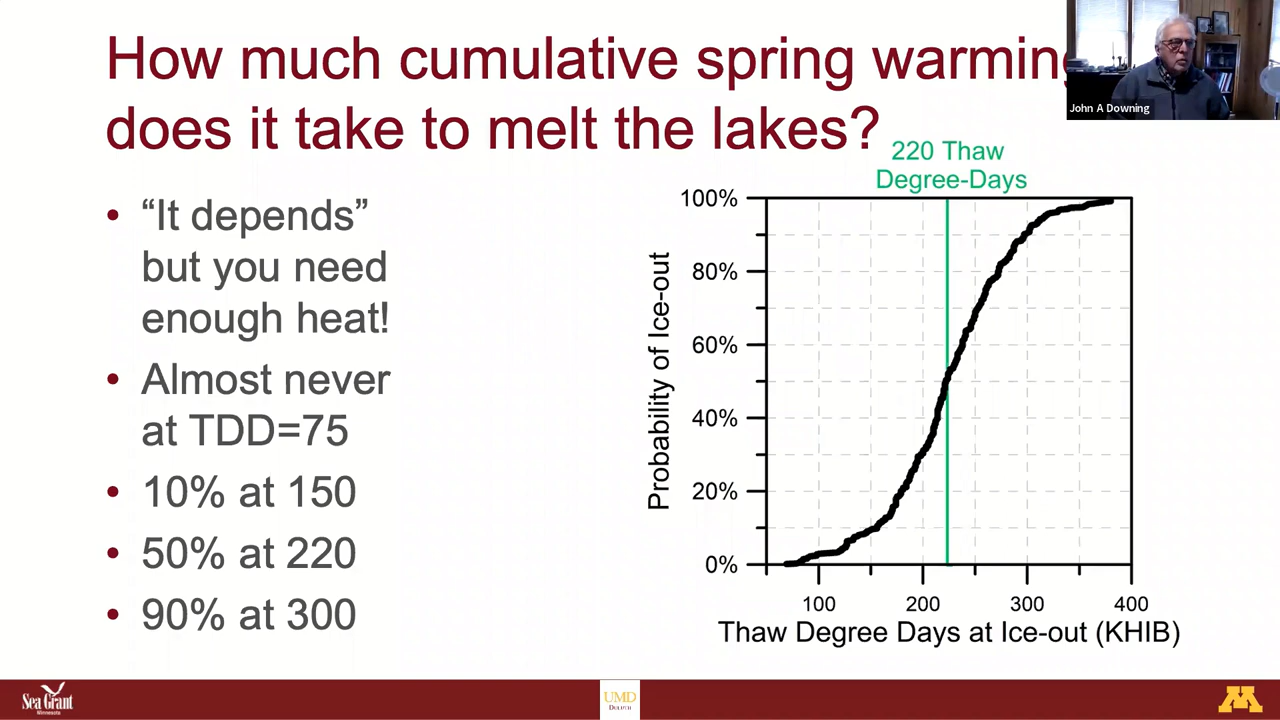 How much cumulative spring warming
does it take to melt the lakes?
John A Downing
• “It depends”
but you need
enough heat!
• Almost never
at TDD=75
• 10% at 150
• 50% at 220
• 90% at 300
220 Thaw
Degree-Days
100%
80%
60%
40%
20%
0%
Probability of Ice-out
100 200 300 400
Thaw Degree Days at Ice-out (KHIB)
Sea Grant
Minnesota
UMD
DULUTH
M